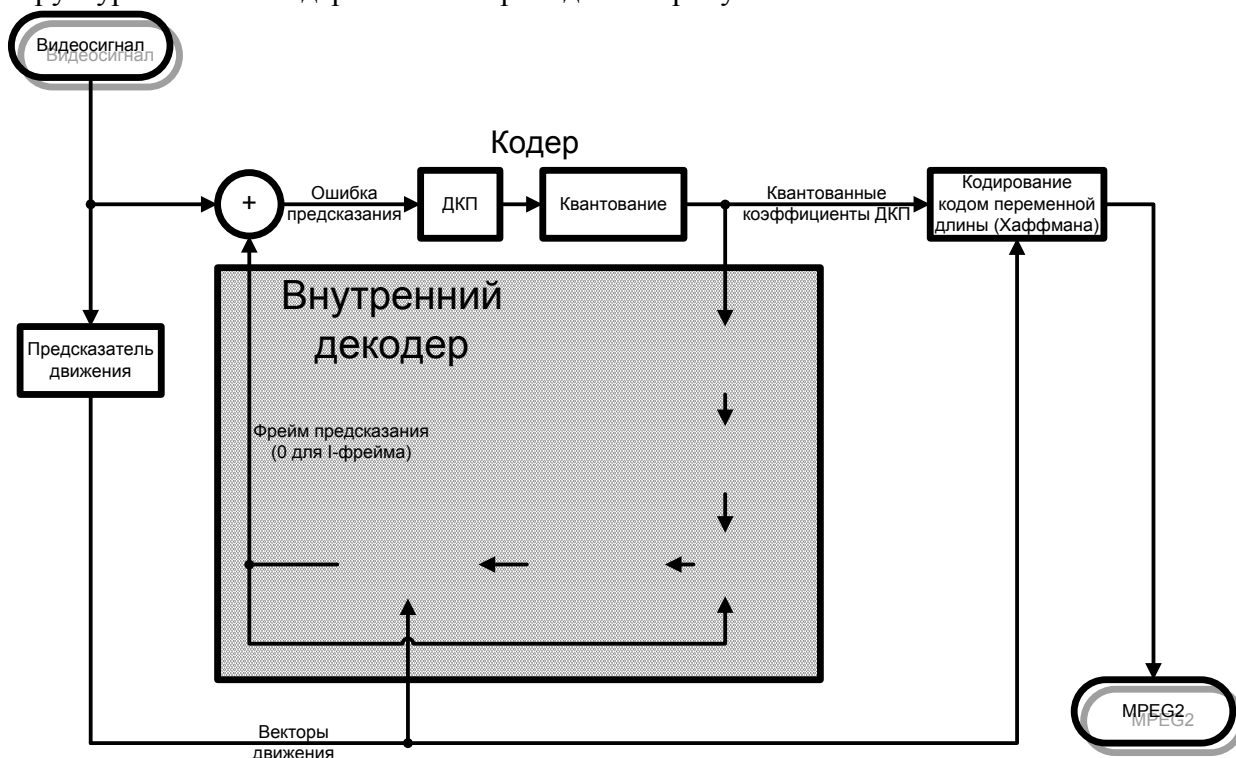 Видеосигнал
Кодер
Ошибка
предсказания
ДКП
Квантование
Квантованные
коэффициенты ДКП
Кодирование
кодом переменной
длины (Хаффмана)
+
Внутренний
декодер
Предсказатель
движения
Фрейм предсказания
(0 для I-фрейма)
MPEG2
Векторы
движения